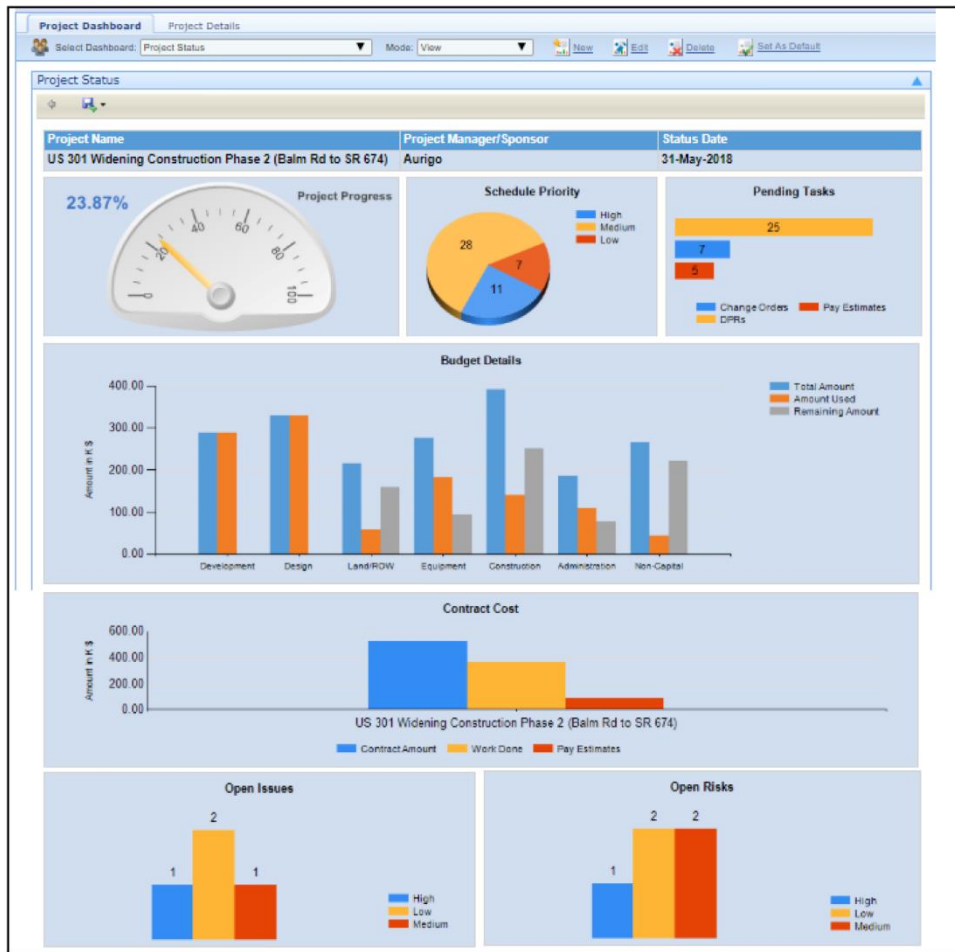 Project Dashboard Project Details
Select Dashboard: Project Status Mode: View New Edit Delete Set As Default
Project Status
Project Name Project Manager/Sponsor Status Date
US 301 Widening Construction Phase 2 (Balm Rd to SR 674) Aurigo 31-May-2018
23.87% Project Progress
0 20 40 60 80 100
Schedule Priority
High
Medium
Low
28
7
11
Pending Tasks
25
7
5
Change Orders Pay Estimates
DPRs
Budget Details
Total Amount
Amount Used
Remaining Amount
Amount in K $
400.00
300.00
200.00
100.00
0.00
Development Design Land/ROW Equipment Construction Administration Non-Capital
Contract Cost
Amount in K $
600.00
400.00
200.00
0.00
US 301 Widening Construction Phase 2 (Balm Rd to SR 674)
Contract Amount Work Done Pay Estimates
Open Issues
1 2 1
High
Low
Medium
Open Risks
1 2 2
High
Low
Medium